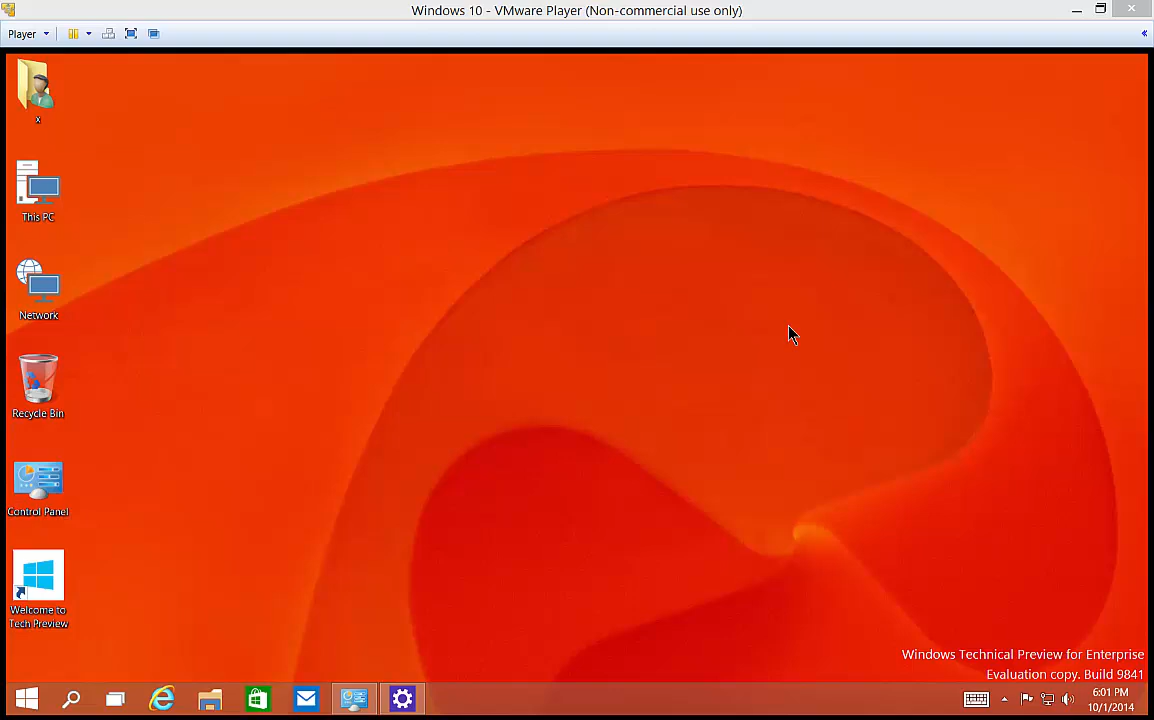 Windows 10 - VMware Player (Non-commercial use only)
Player
x
This PC
Network
Recycle Bin
Control Panel
Welcome to
Tech Preview
Windows Technical Preview for Enterprise
Evaluation copy. Build 9841
6:01 PM
10/1/2014